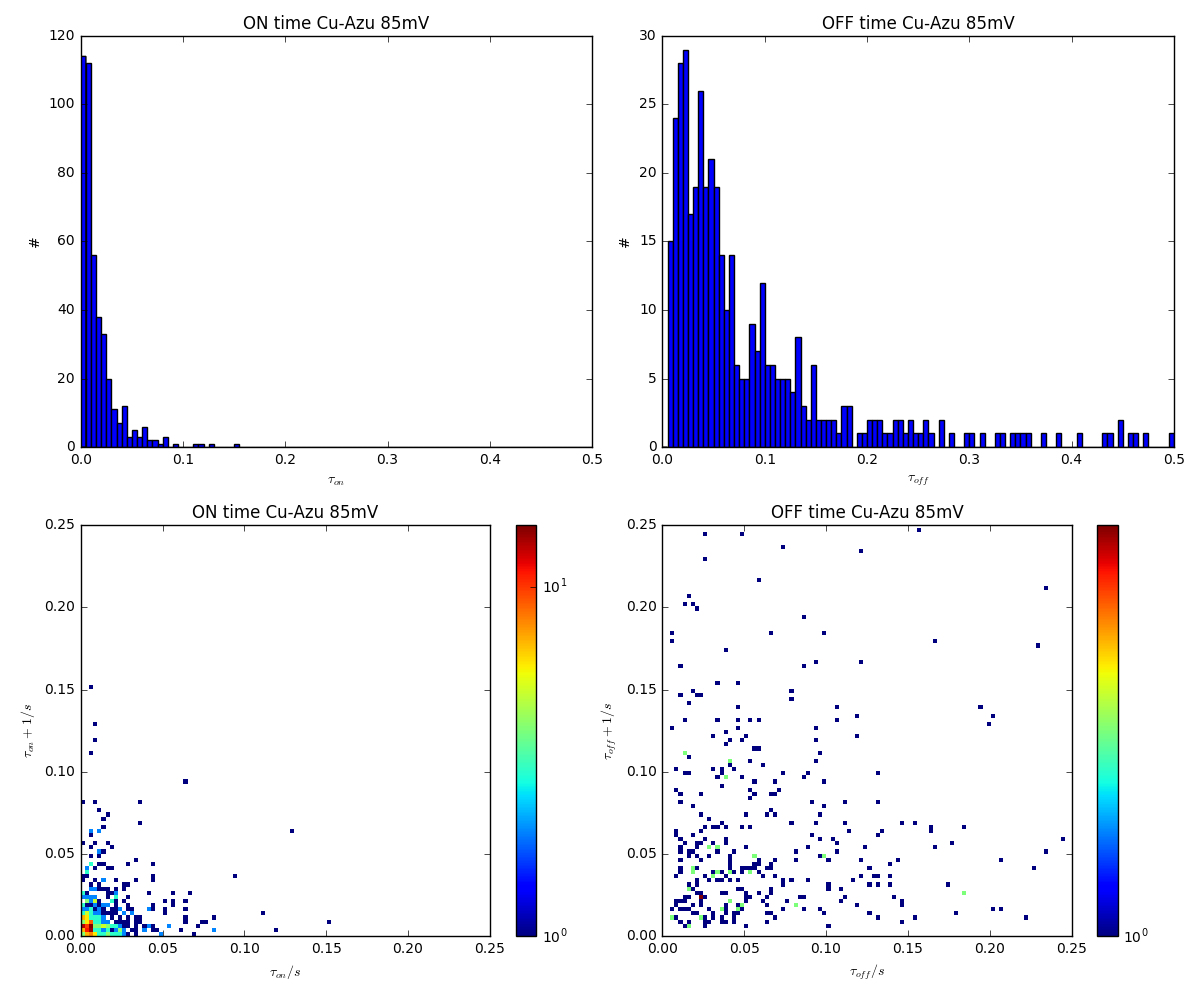 ON time Cu-Azu 85mV
120
100
80
60
40
20
0
#
0.0 0.1 0.2 0.3 0.4 0.5
τ_on
OFF time Cu-Azu 85mV
30
25
20
15
10
5
0
#
0.0 0.1 0.2 0.3 0.4 0.5
τ_off
ON time Cu-Azu 85mV
0.25
0.20
0.15
0.10
0.05
0.00
τ_on + 1/s
0.00 0.05 0.10 0.15 0.20 0.25
τ_on/s
10^1
10^0
OFF time Cu-Azu 85mV
0.25
0.20
0.15
0.10
0.05
0.00
τ_off + 1/s
0.00 0.05 0.10 0.15 0.20 0.25
τ_off/s
10^0